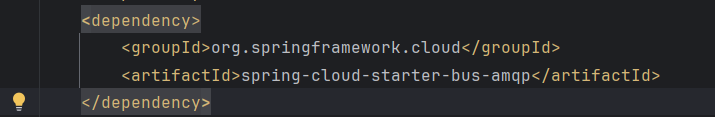 <dependency>
<groupId>org.springframework.cloud</groupId>
<artifactId>spring-cloud-starter-bus-amqp</artifactId>
</dependency>